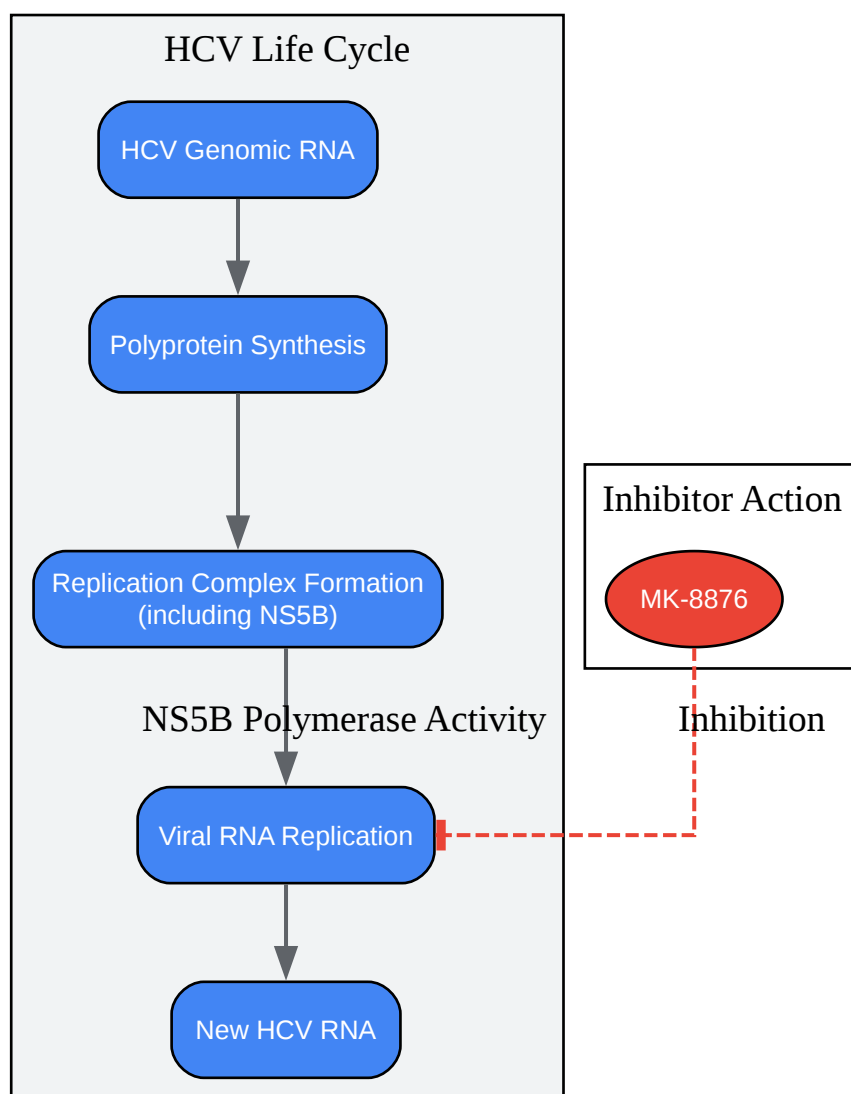 HCV Life Cycle
HCV Genomic RNA
Polyprotein Synthesis
Inhibitor Action
Replication Complex Formation
(including NS5B)
MK-8876
NS5B Polymerase Activity
Inhibition
Viral RNA Replication
New HCV RNA